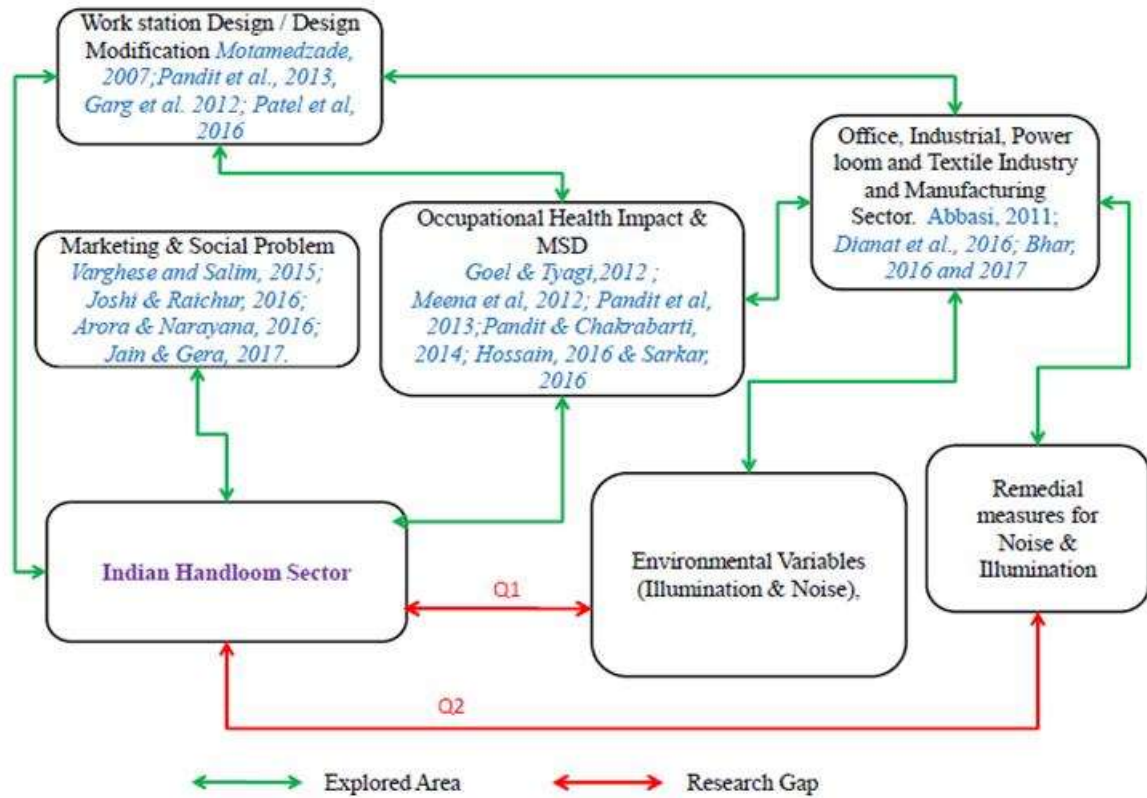 Work station Design / Design
Modification Motamedzade,
2007;Pandit et al., 2013,
Garg et al. 2012; Patel et al,
2016
Office, Industrial, Power
loom and Textile Industry
and Manufacturing
Sector. Abbasi, 2011;
Dianat et al., 2016; Bhar,
2016 and 2017
Occupational Health Impact &
MSD
Goel & Tyagi,2012 ;
Meena et al, 2012; Pandit et al,
2013;Pandit & Chakrabarti,
2014; Hossain, 2016 & Sarkar,
2016
Marketing & Social Problem
Varghese and Salim, 2015;
Joshi & Raichur, 2016;
Arora & Narayana, 2016;
Jain & Gera, 2017.
Indian Handloom Sector
Q1
Environmental Variables
(Illumination & Noise),
Remedial
measures for
Noise &
Illumination
Q2
Explored Area
Research Gap